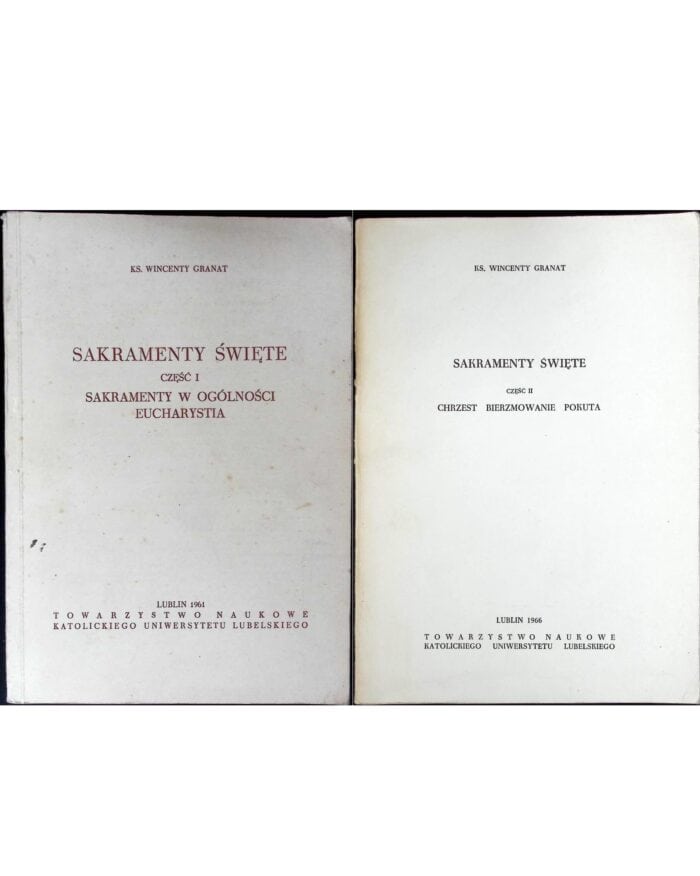 KS. WINCENTY GRANAT
SAKRAMENTY ŚWIĘTE
CZĘŚĆ I
SAKRAMENTY W OGÓLNOŚCI
EUCHARYSTIA
LUBLIN 1961
TOWARZYSTWO NAUKOWE
KATOLICKIEGO UNIWERSYTETU LUBELSKIEGO
KS. WINCENTY GRANAT
SAKRAMENTY ŚWIĘTE
CZĘŚĆ II
CHRZEST BIERZMOWANIE POKUTA
LUBLIN 1966
TOWARZYSTWO NAUKOWE
KATOLICKIEGO UNIWERSYTETU LUBELSKIEGO